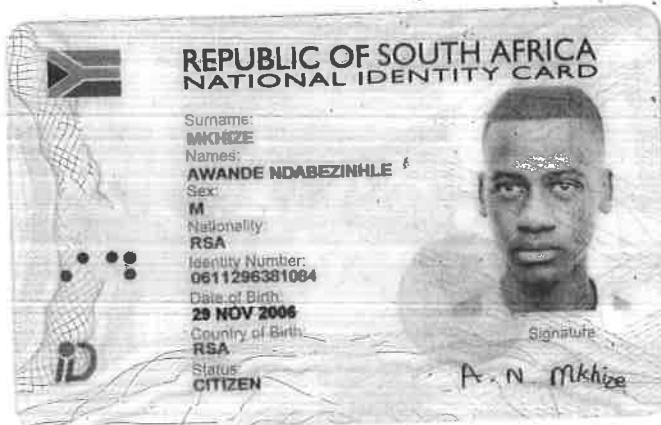 REPUBLIC OF SOUTH AFRICA
NATIONAL IDENTITY CARD
Surname:
MKHIZE
Names:
AWANDE NDABEZINHLE
Sex:
M
Nationality:
RSA
Identity Number:
0611296381084
Date of Birth:
29 NOV 2006
Country of Birth:
RSA
Status:
CITIZEN
iD
Signature
A. N Mkhize